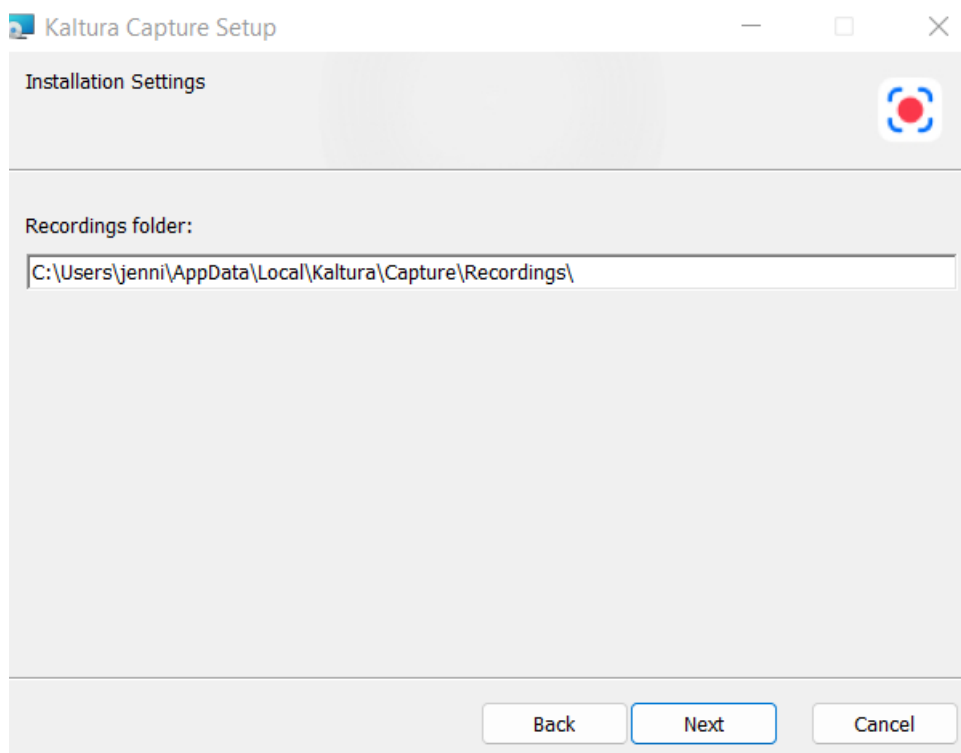 Kaltura Capture Setup
Installation Settings
Recordings folder:
C:\Users\jenni\AppData\Local\Kaltura\Capture\Recordings\
Back Next Cancel